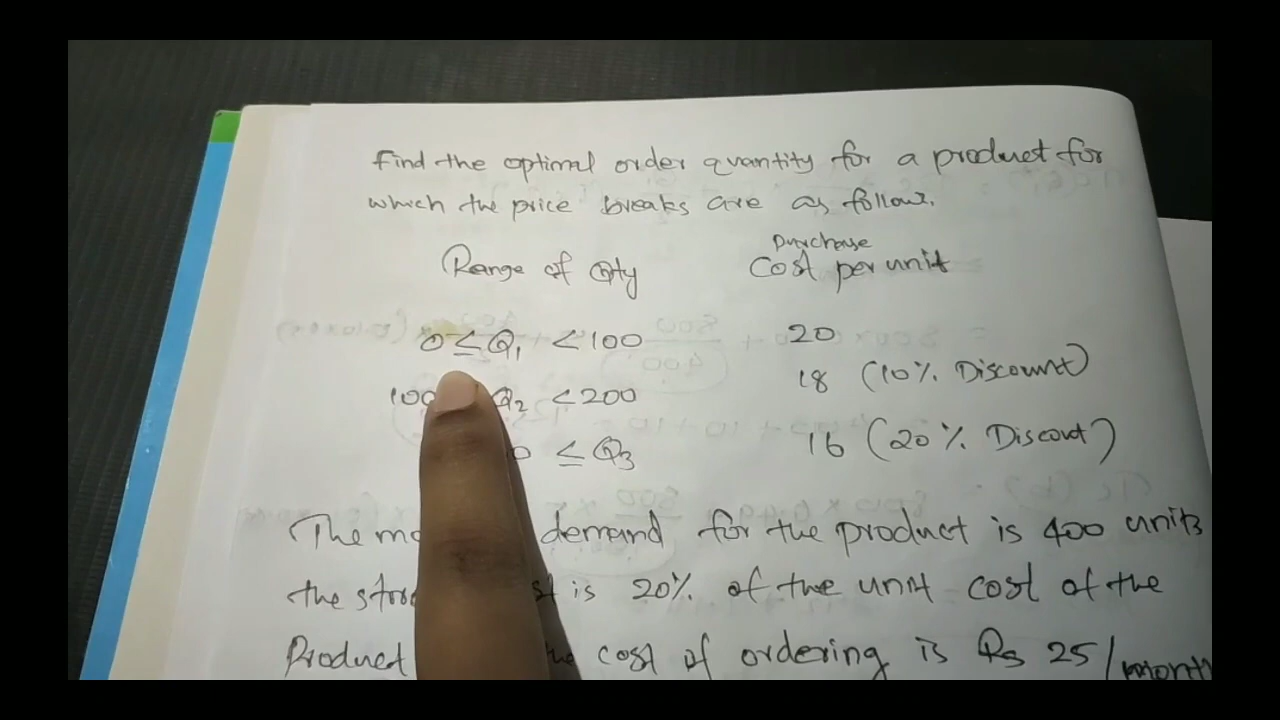 Find the optimal order quantity for a product for
which the price breaks are as follow.
Range of Qty
Purchase
Cost per unit
0 ≤ Q1 < 100 20
100 Q2 < 200 18 (10% Discount)
0 ≤ Q3 16 (20% Discout)
The demand for the product is 400 units
the is 20% of the unit cost of the
Product cost of ordering is Rs 25/month